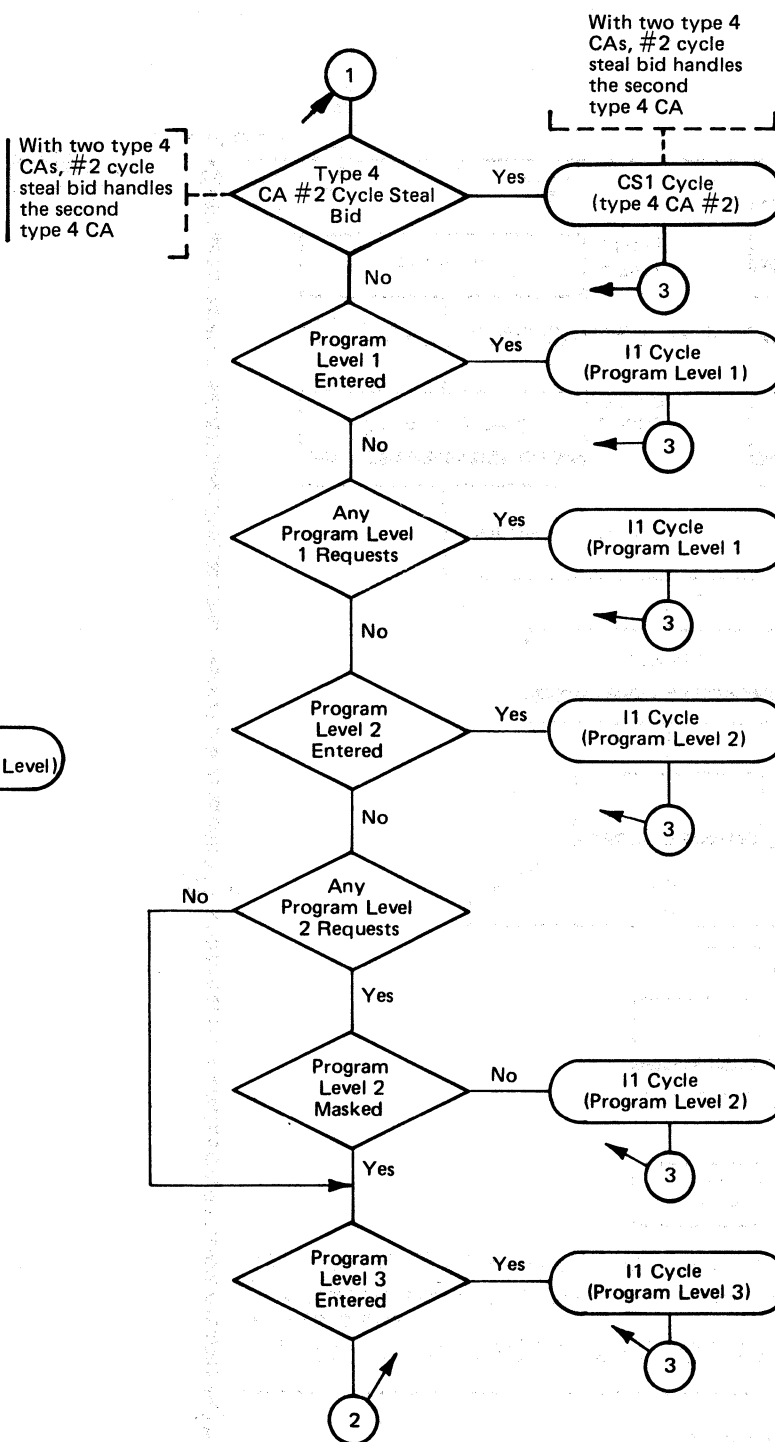 With two type 4
CAs, #2 cycle
steal bid handles
the second
type 4 CA
1
With two type 4
CAs, #2 cycle
steal bid handles
the second
type 4 CA
Type 4
CA #2 Cycle Steal
Bid
Yes
CS1 Cycle
(type 4 CA #2)
3
No
Program
Level 1
Entered
Yes
I1 Cycle
(Program Level 1)
3
No
Any
Program Level
1 Requests
Yes
I1 Cycle
(Program Level 1
3
No
Program
Level 2
Entered
Yes
I1 Cycle
(Program Level 2)
3
Level)
No
Any
Program Level
2 Requests
No
Yes
Program
Level 2
Masked
No
I1 Cycle
(Program Level 2)
3
Yes
Program
Level 3
Entered
Yes
I1 Cycle
(Program Level 3)
3
2